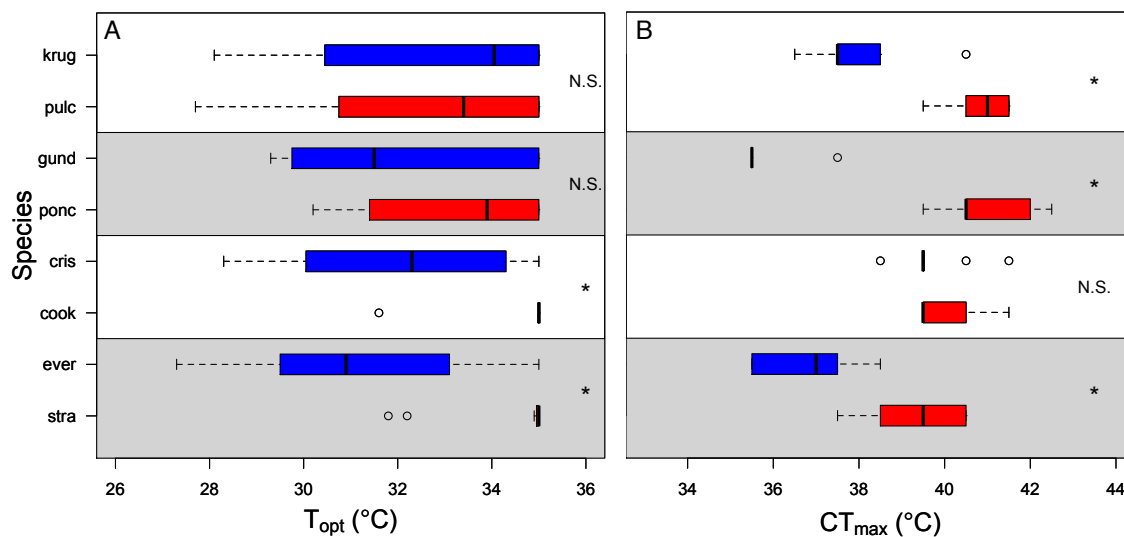 A
B
Species
krug
pulc
gund
ponc
cris
cook
ever
stra
N.S.
N.S.
*
*
*
*
N.S.
*
26 28 30 32 34 36
34 36 38 40 42 44
Topt (°C)
CTmax (°C)